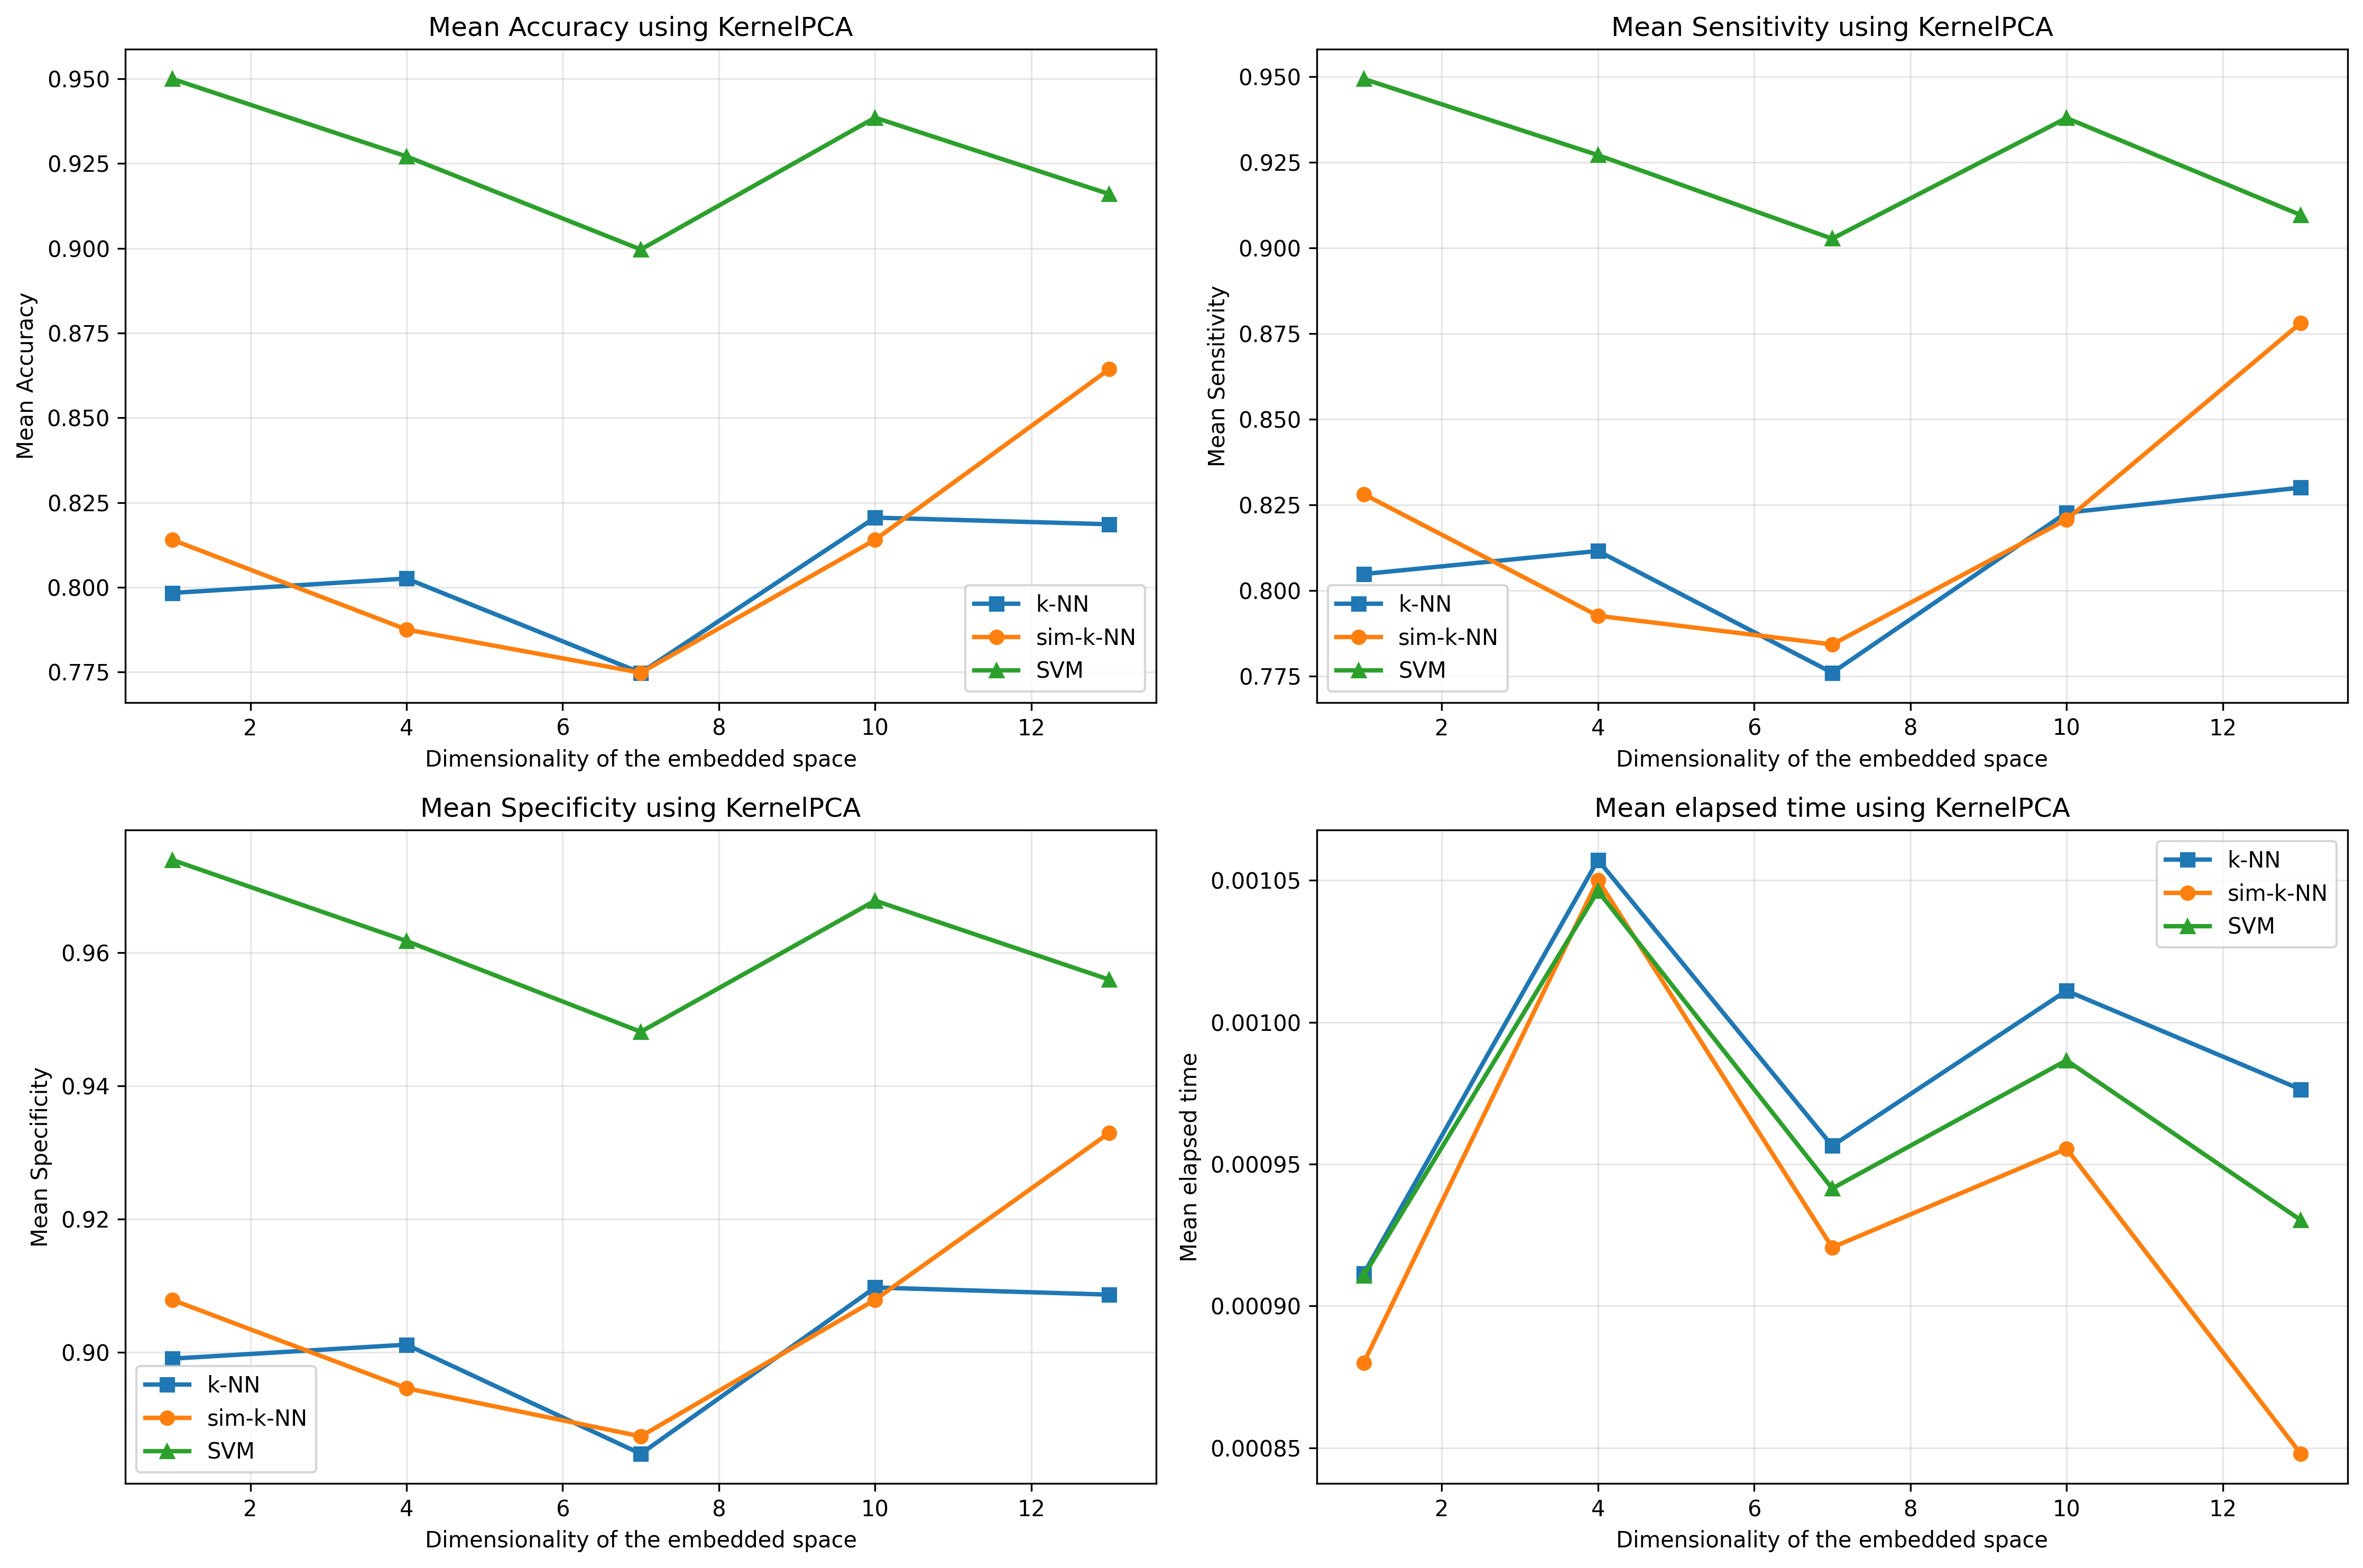 Mean Accuracy using KernelPCA
Mean Accuracy
0.950
0.925
0.900
0.875
0.850
0.825
0.800
0.775
k-NN
sim-k-NN
SVM
2 4 6 8 10 12
Dimensionality of the embedded space
Mean Sensitivity using KernelPCA
Mean Sensitivity
0.950
0.925
0.900
0.875
0.850
0.825
0.800
0.775
k-NN
sim-k-NN
SVM
2 4 6 8 10 12
Dimensionality of the embedded space
Mean Specificity using KernelPCA
Mean Specificity
0.96
0.94
0.92
0.90
k-NN
sim-k-NN
SVM
2 4 6 8 10 12
Dimensionality of the embedded space
Mean elapsed time using KernelPCA
Mean elapsed time
0.00105
0.00100
0.00095
0.00090
0.00085
k-NN
sim-k-NN
SVM
2 4 6 8 10 12
Dimensionality of the embedded space